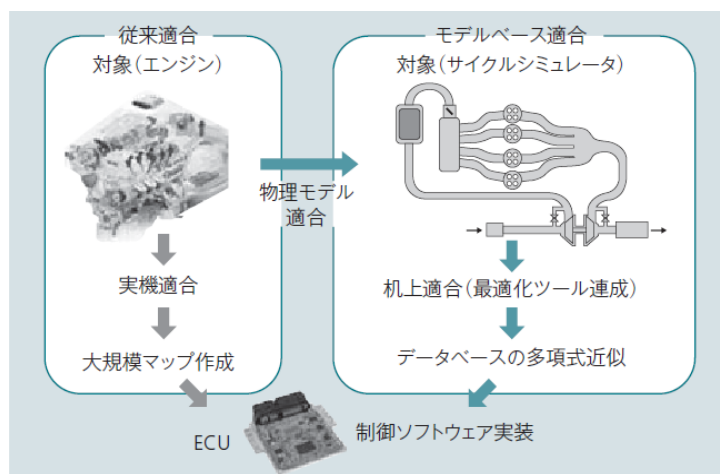 従来適合
対象（エンジン）
実機適合
大規模マップ作成
物理モデル
適合
モデルベース適合
対象（サイクルシミュレータ）
机上適合（最適化ツール連成）
データベースの多項式近似
ECU
制御ソフトウェア実装